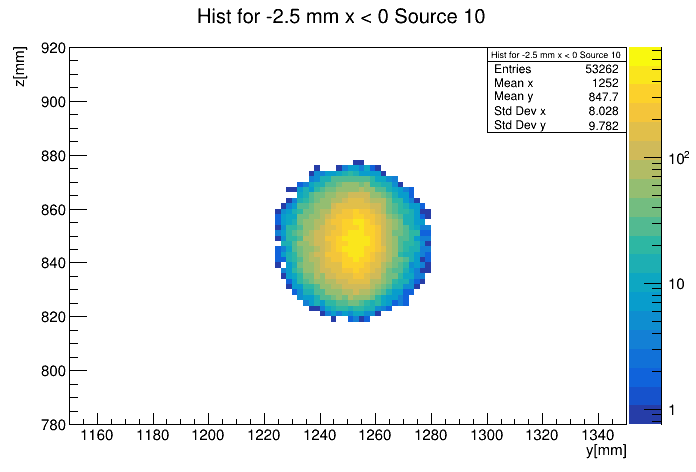 Hist for -2.5 mm x < 0 Source 10
z[mm]
920
900
880
860
840
820
800
780
Hist for -2.5 mm x < 0 Source 10
Entries 53262
Mean x 1252
Mean y 847.7
Std Dev x 8.028
Std Dev y 9.782
10²
10
1
1160 1180 1200 1220 1240 1260 1280 1300 1320 1340
y[mm]